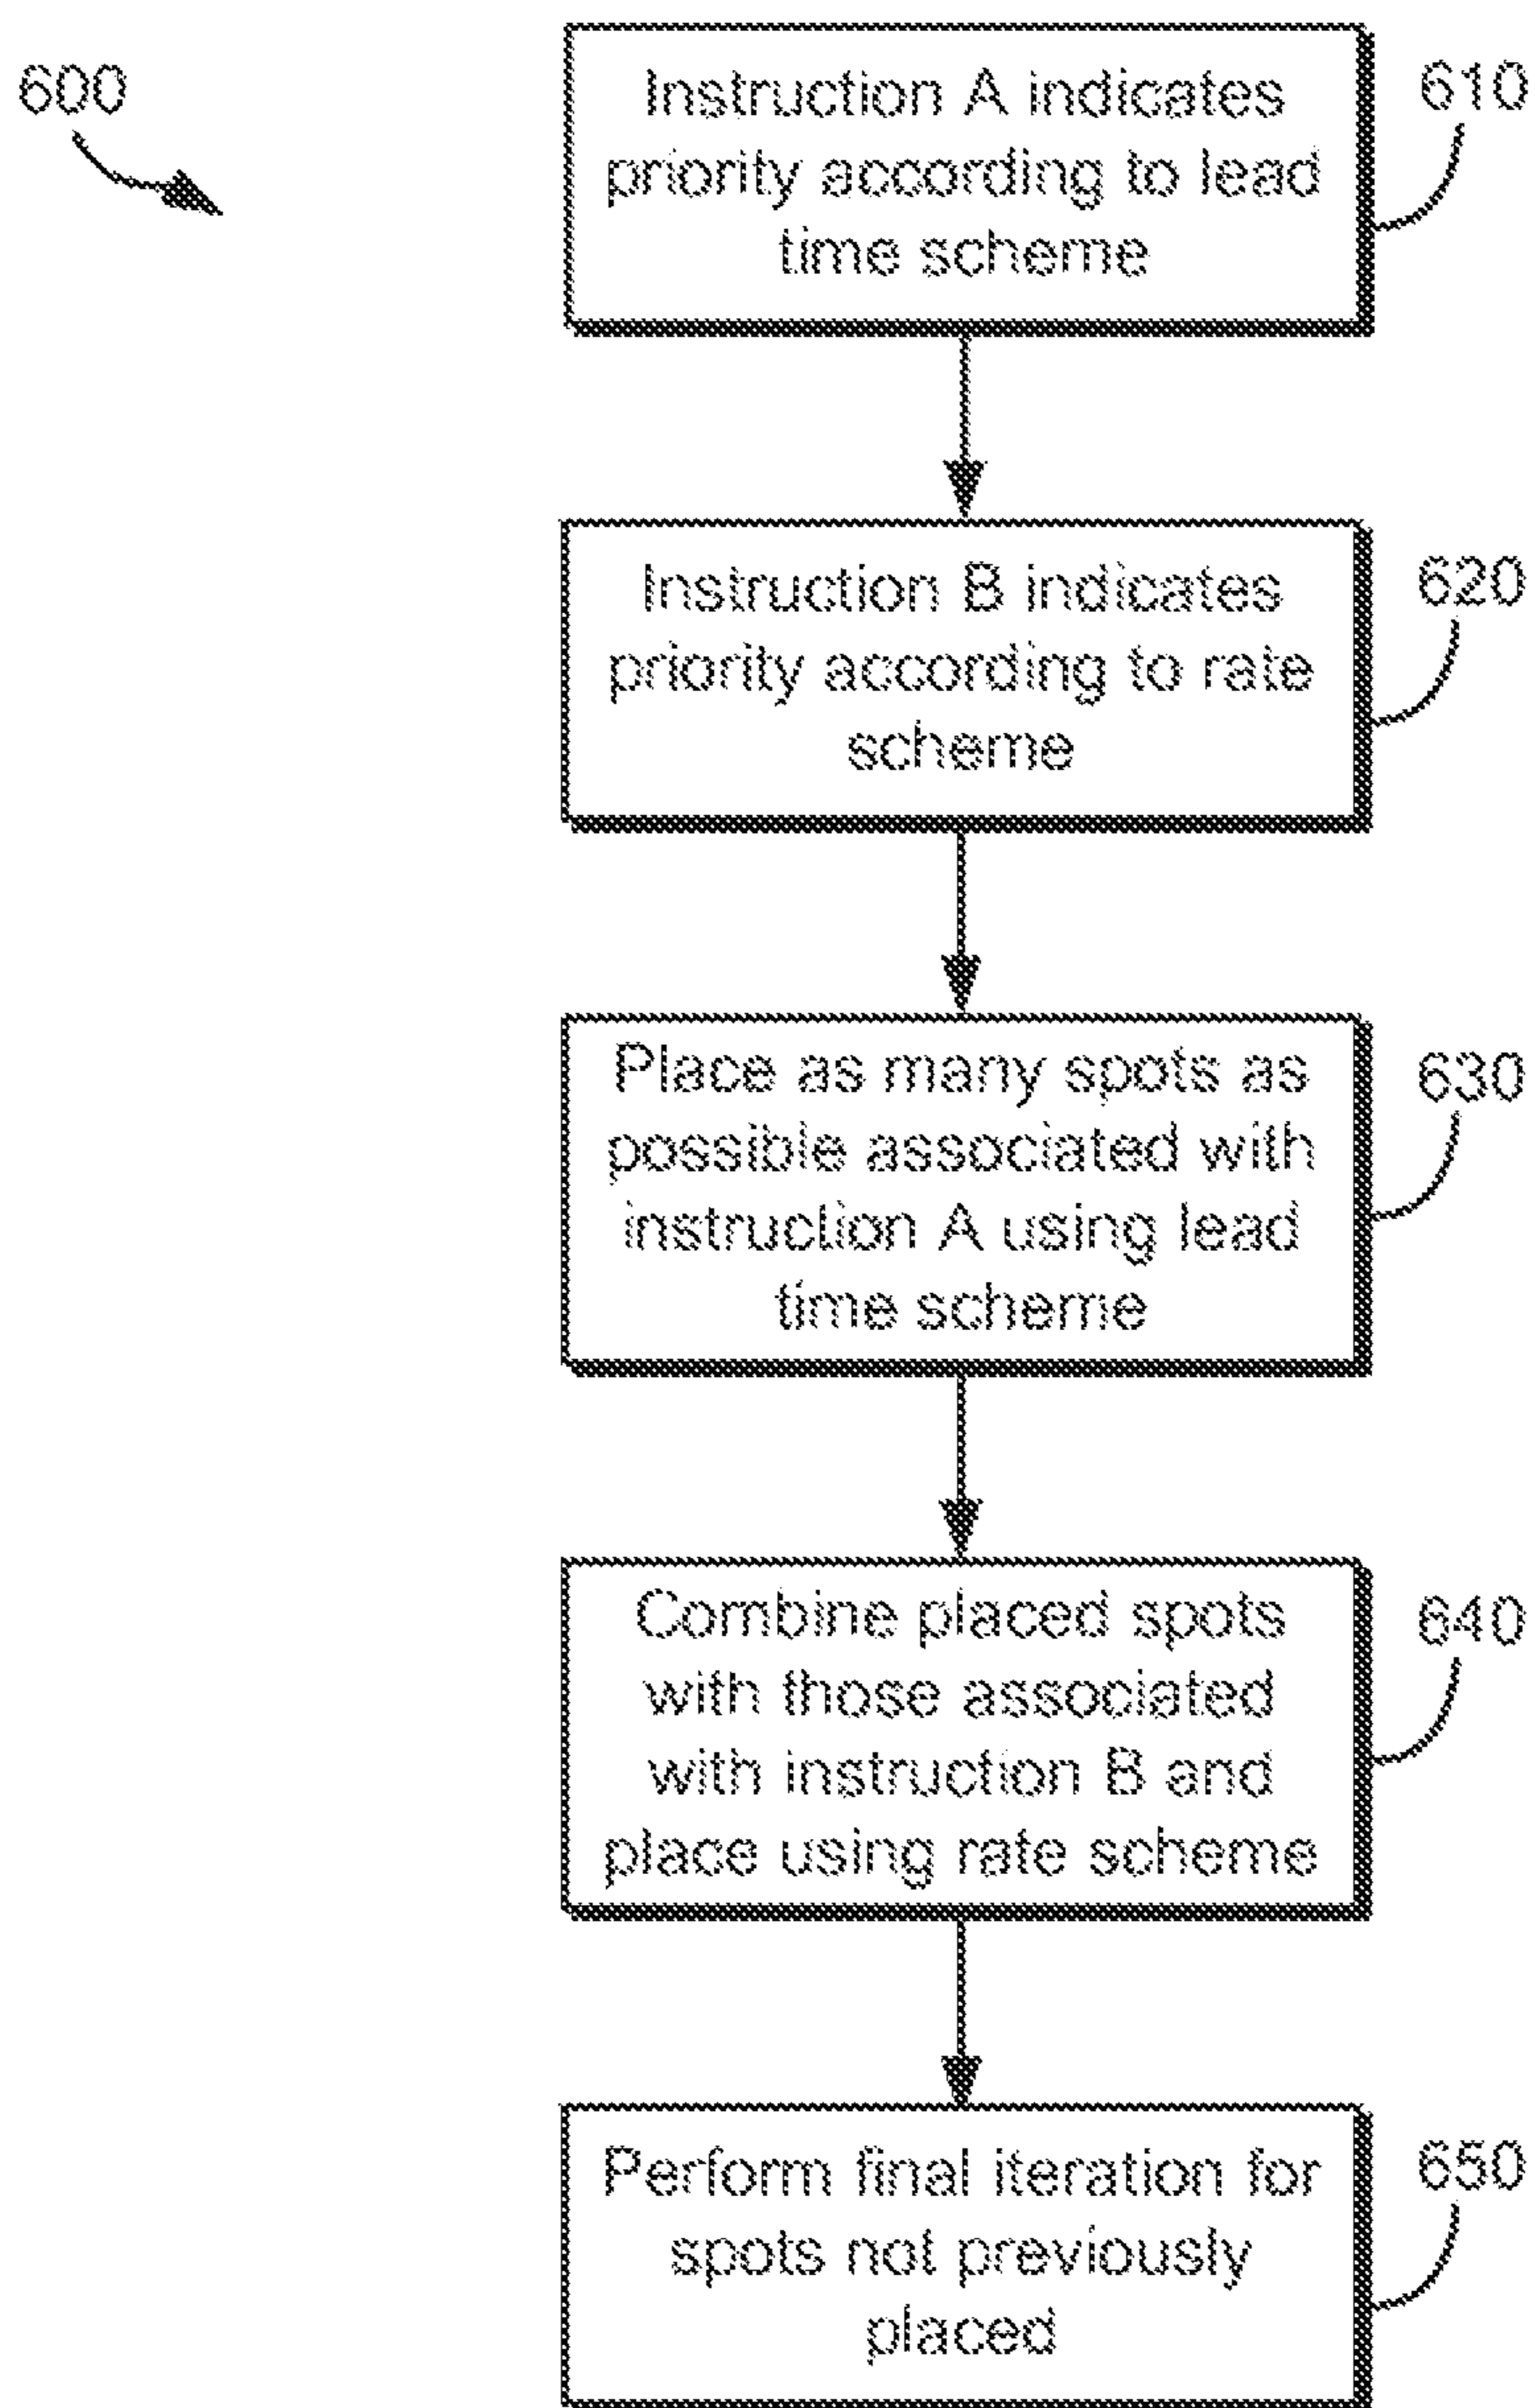 600
Instruction A indicates
priority according to lead
time scheme
610
Instruction B indicates
priority according to rate
scheme
620
Place as many spots as
possible associated with
instruction A using lead
time scheme
630
Combine placed spots
with those associated
with instruction B and
place using rate scheme
640
Perform final iteration for
spots not previously
placed
650